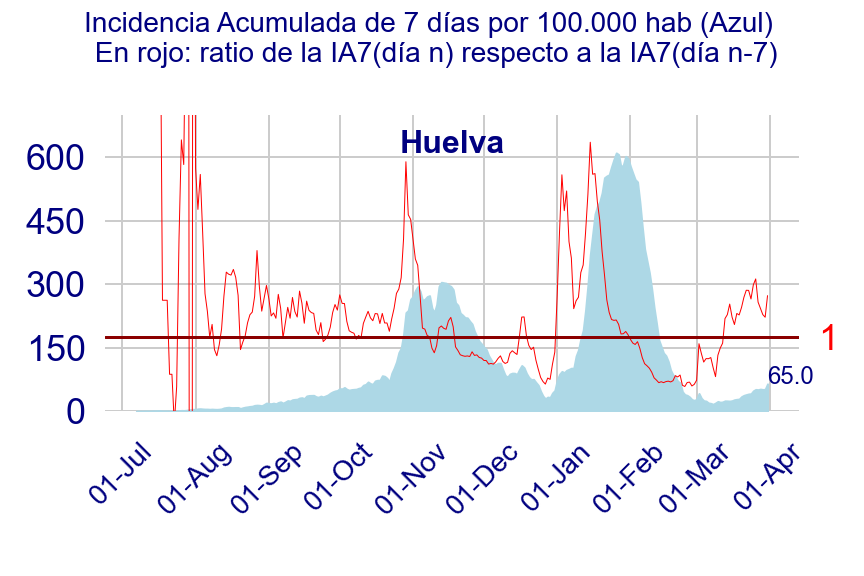 Incidencia Acumulada de 7 días por 100.000 hab (Azul)
En rojo: ratio de la IA7(día n) respecto a la IA7(día n-7)
Huelva
600
450
300
150
0
1
65.0
01-Jul
01-Aug
01-Sep
01-Oct
01-Nov
01-Dec
01-Jan
01-Feb
01-Mar
01-Apr